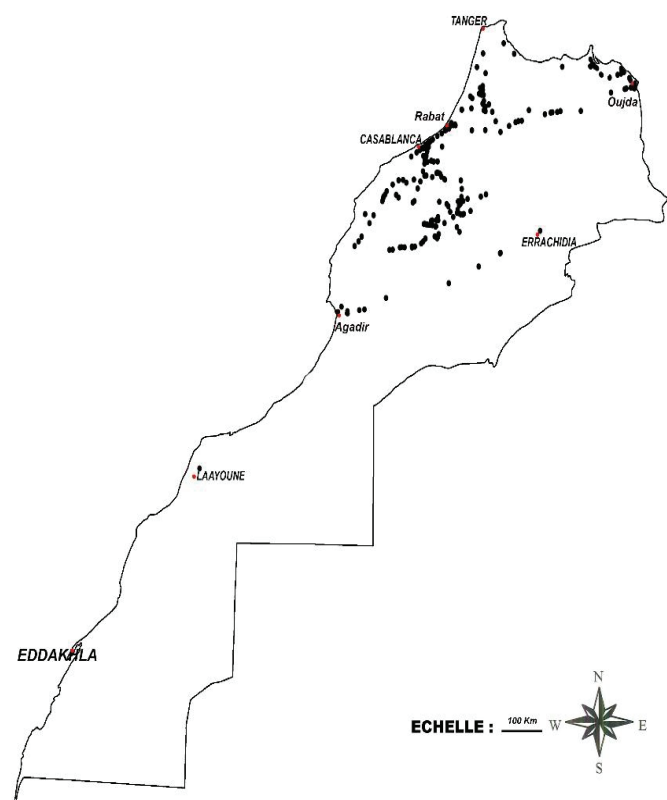 TANGER
Oujda
Rabat
CASABLANCA
ERRACHIDIA
Agadir
LAAYOUNE
EDDAKHLA
N
ECHELLE : 100 Km
W E
S